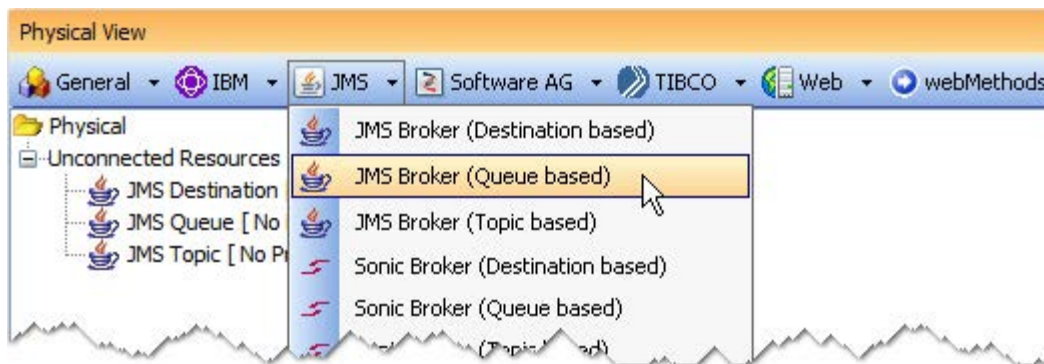 Physical View
General IBM JMS Software AG TIBCO Web webMethods
Physical
Unconnected Resources
JMS Destination
JMS Queue [ No
JMS Topic [ No Pr
JMS Broker (Destination based)
JMS Broker (Queue based)
JMS Broker (Topic based)
Sonic Broker (Destination based)
Sonic Broker (Queue based)